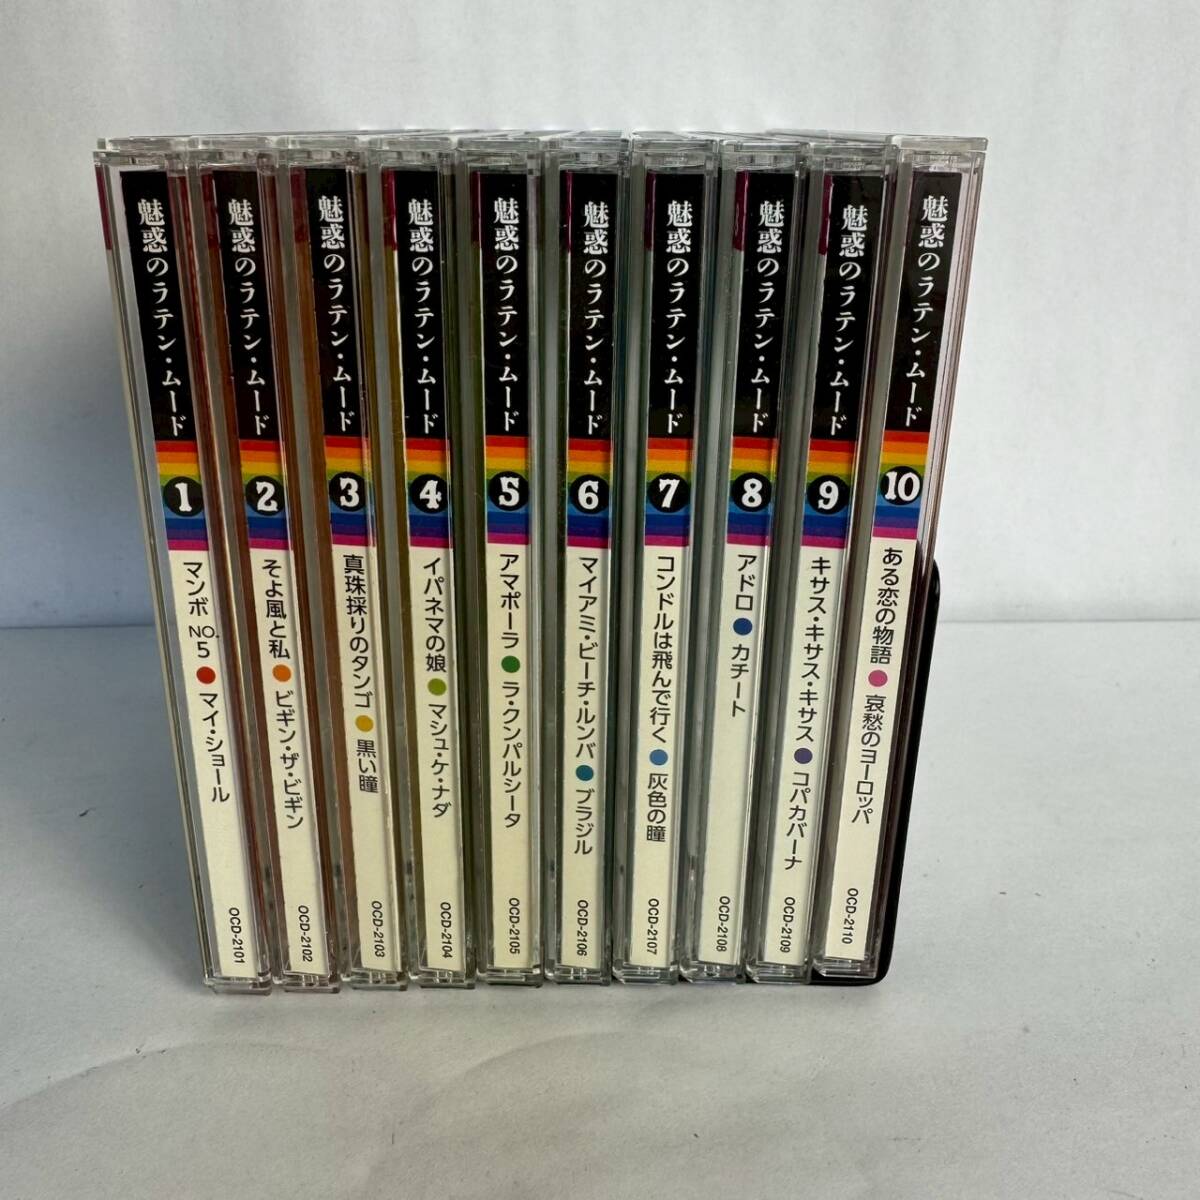 魅惑のラテン・ムード
1
マンボ NO.5●マイ・ショール
OCD-2101
魅惑のラテン・ムード
2
そよ風と私●ビギン・ザ・ビギン
OCD-2102
魅惑のラテン・ムード
3
真珠採りのタンゴ●黒い瞳
OCD-2103
魅惑のラテン・ムード
4
イパネマの娘●マシュ・ケ・ナダ
OCD-2104
魅惑のラテン・ムード
5
アマポーラ●ラ・クンパルシータ
OCD-2105
魅惑のラテン・ムード
6
マイアミ・ビーチ・ルンバ●ブラジル
OCD-2106
魅惑のラテン・ムード
7
コンドルは飛んで行く●灰色の瞳
OCD-2107
魅惑のラテン・ムード
8
アドロ●カチート
OCD-2108
魅惑のラテン・ムード
9
キサス・キサス・キサス●コパカバーナ
OCD-2109
魅惑のラテン・ムード
10
ある恋の物語●哀愁のヨーロッパ
OCD-2110